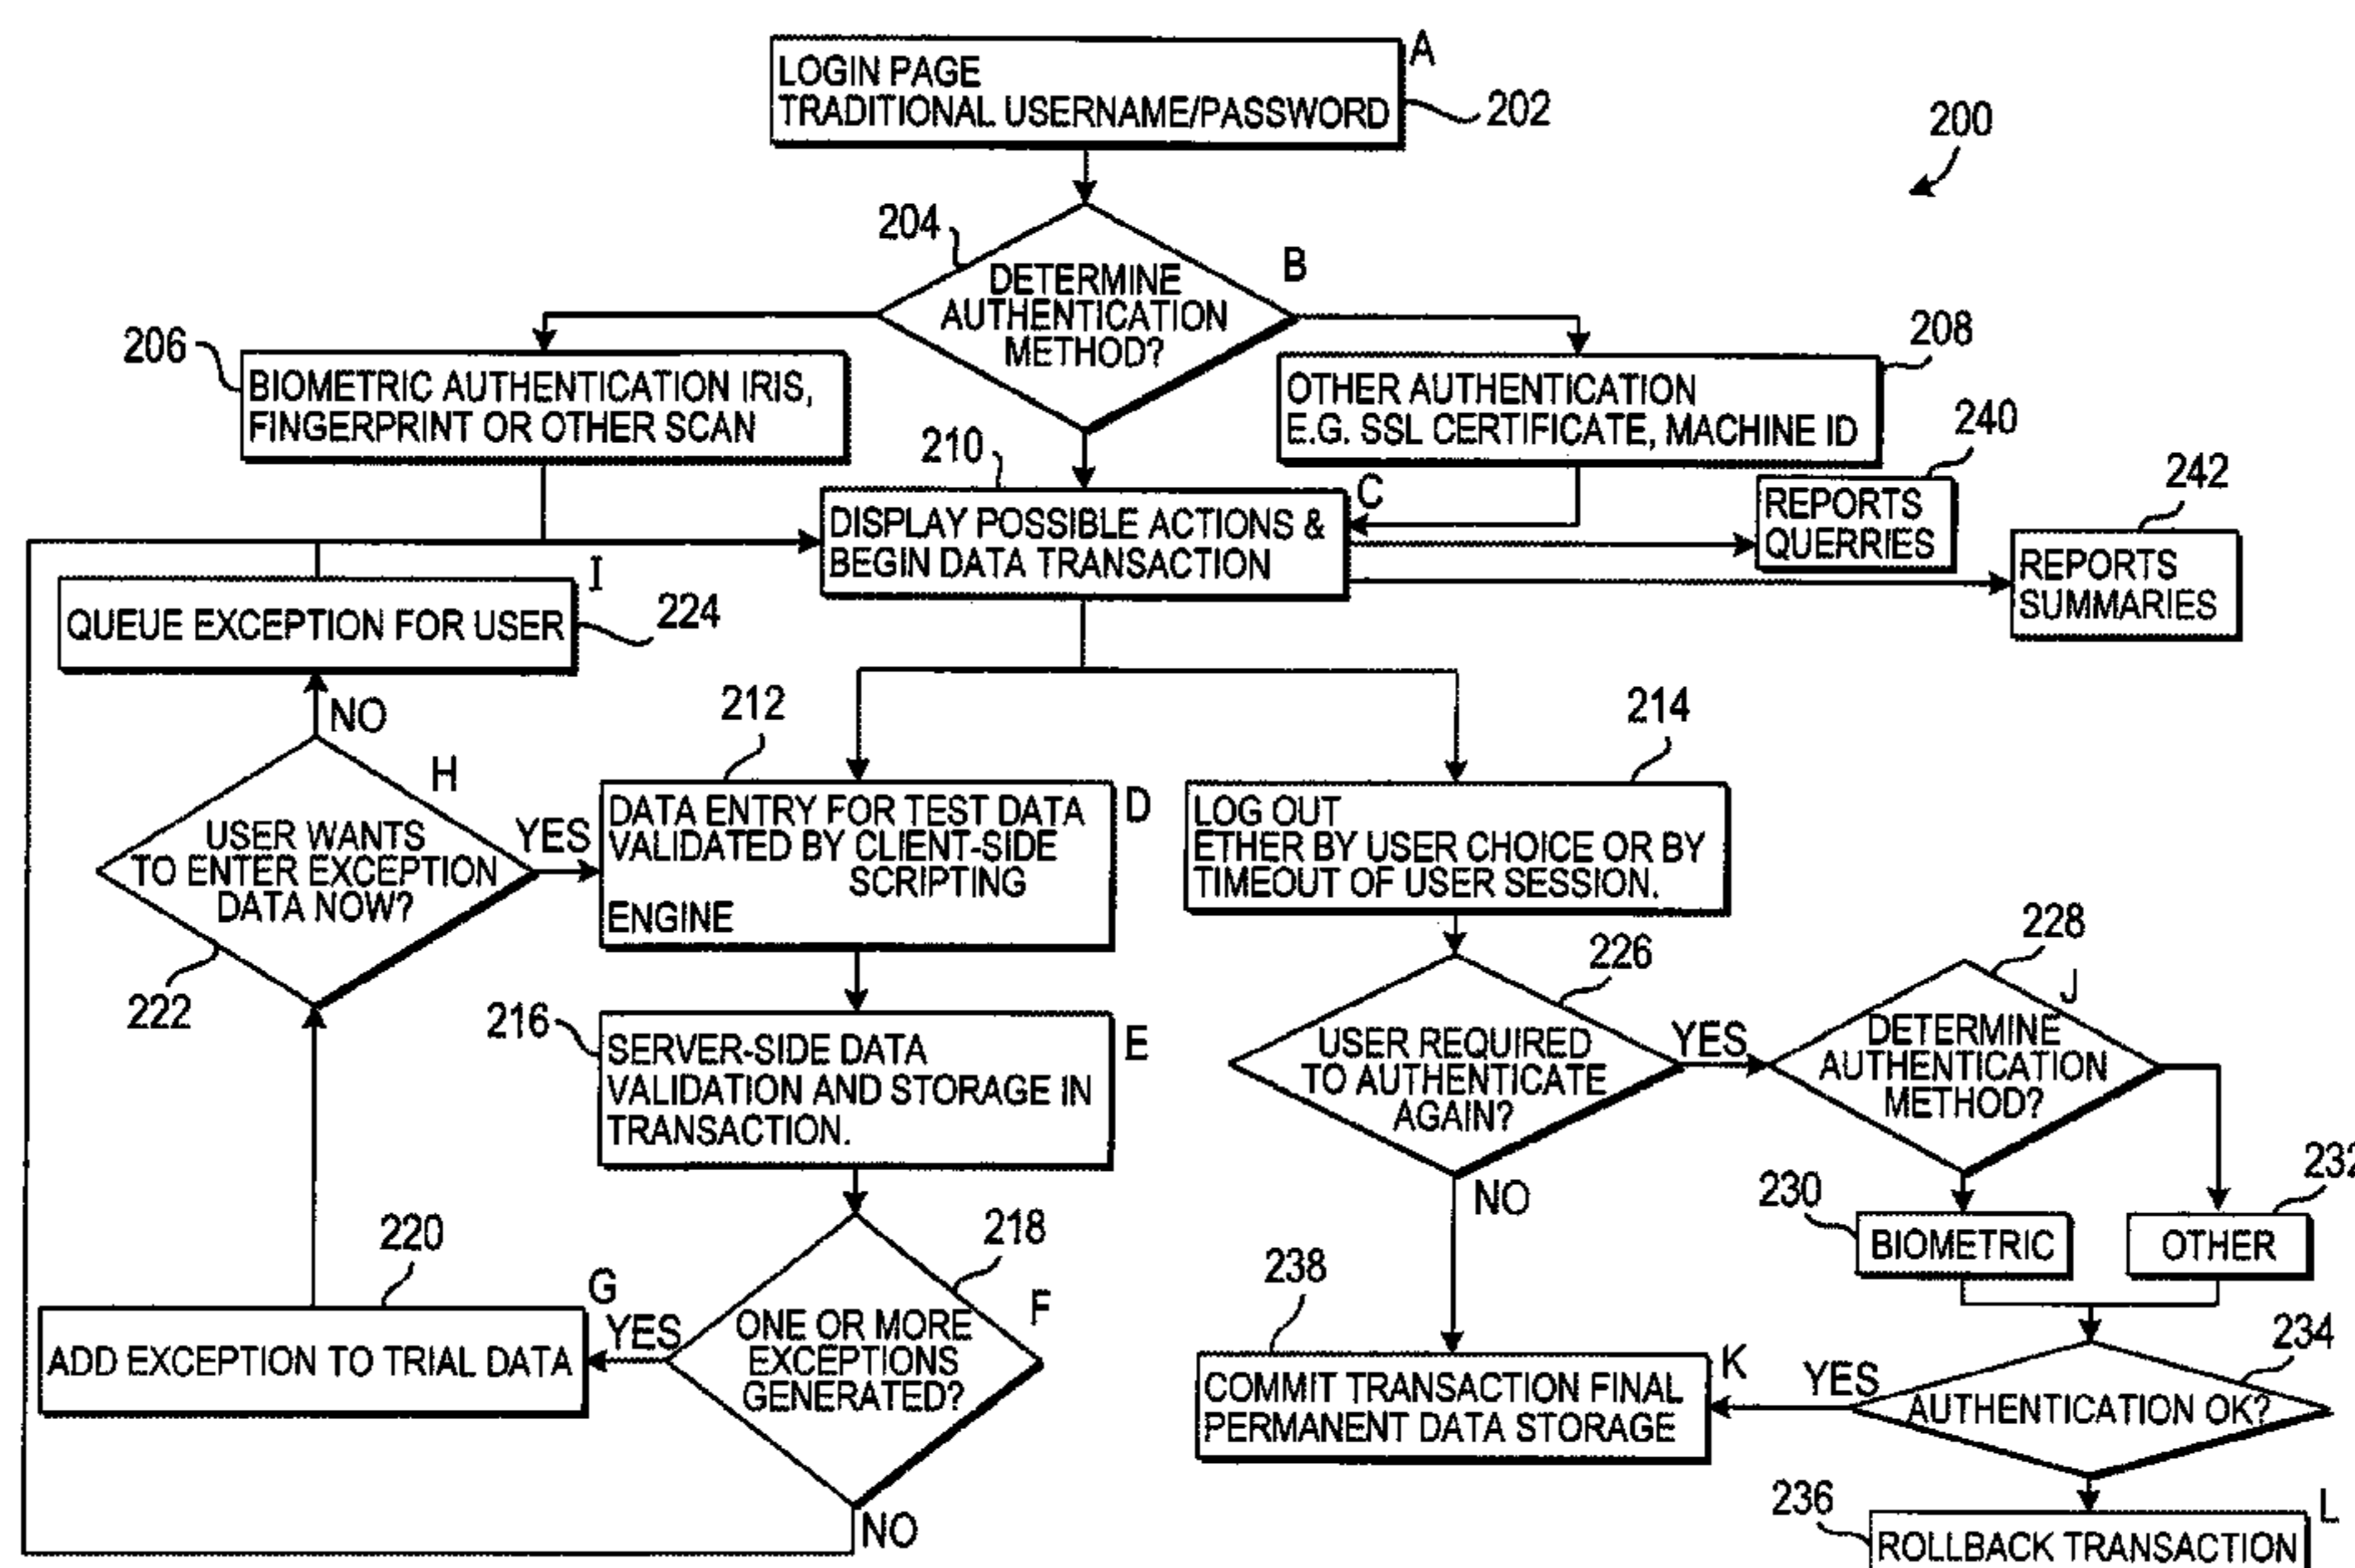 A
LOGIN PAGE
TRADITIONAL USERNAME/PASSWORD
202
200
204
B
DETERMINE
AUTHENTICATION
METHOD?
206
BIOMETRIC AUTHENTICATION IRIS,
FINGERPRINT OR OTHER SCAN
208
OTHER AUTHENTICATION
E.G. SSL CERTIFICATE, MACHINE ID
210
C
DISPLAY POSSIBLE ACTIONS &
BEGIN DATA TRANSACTION
240
REPORTS
QUERRIES
242
REPORTS
SUMMARIES
I
QUEUE EXCEPTION FOR USER
224
NO
H
USER WANTS
TO ENTER EXCEPTION
DATA NOW?
222
YES
212
D
DATA ENTRY FOR TEST DATA
VALIDATED BY CLIENT-SIDE
SCRIPTING
ENGINE
214
LOG OUT
ETHER BY USER CHOICE OR BY
TIMEOUT OF USER SESSION.
216
E
SERVER-SIDE DATA
VALIDATION AND STORAGE IN
TRANSACTION.
226
USER REQUIRED
TO AUTHENTICATE
AGAIN?
YES
NO
228
J
DETERMINE
AUTHENTICATION
METHOD?
230
BIOMETRIC
232
OTHER
220
G
ADD EXCEPTION TO TRIAL DATA
YES
218
F
ONE OR MORE
EXCEPTIONS
GENERATED?
NO
238
K
COMMIT TRANSACTION FINAL
PERMANENT DATA STORAGE
YES
234
AUTHENTICATION OK?
236
L
ROLLBACK TRANSACTION